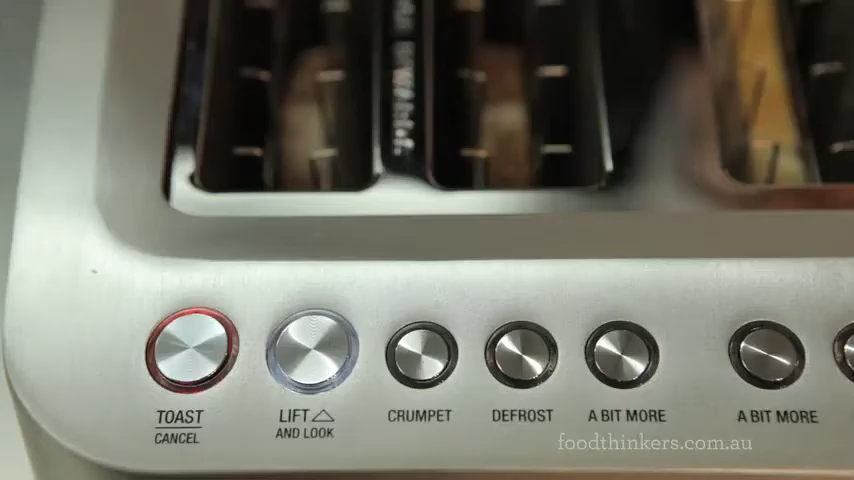 TOAST
CANCEL
LIFT
AND LOOK
CRUMPET
DEFROST
A BIT MORE
A BIT MORE
foodthinkers.com.au